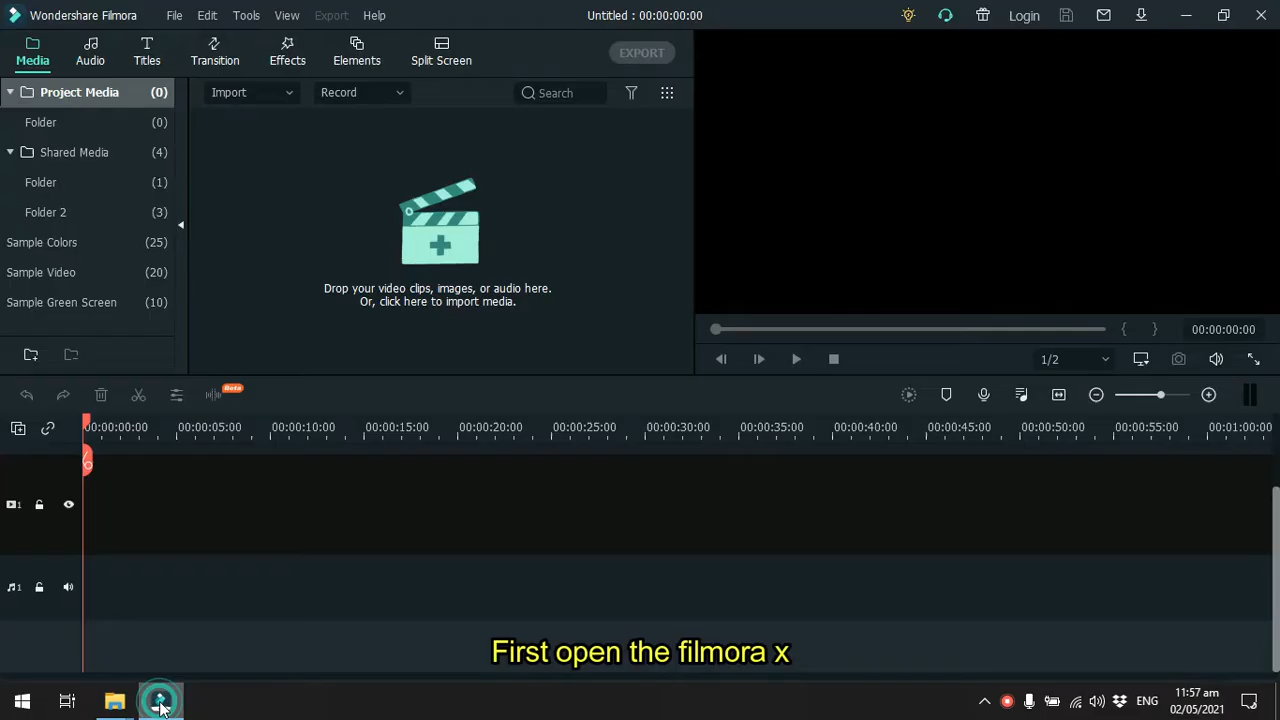 Wondershare Filmora File Edit Tools View Export Help Untitled : 00:00:00:00 Login
Media Audio Titles Transition Effects Elements Split Screen EXPORT
Project Media (0) Import Record Search
Folder (0)
Shared Media (4)
Folder (1)
Folder 2 (3)
Sample Colors (25)
Sample Video (20)
Sample Green Screen (10)
Drop your video clips, images, or audio here.
Or, click here to import media.
{ } 00:00:00:00
1/2
Beta
00:00:00:00 00:00:05:00 00:00:10:00 00:00:15:00 00:00:20:00 00:00:25:00 00:00:30:00 00:00:35:00 00:00:40:00 00:00:45:00 00:00:50:00 00:00:55:00 00:01:00:00
1
1
First open the filmora x
ENG 11:57 am
02/05/2021